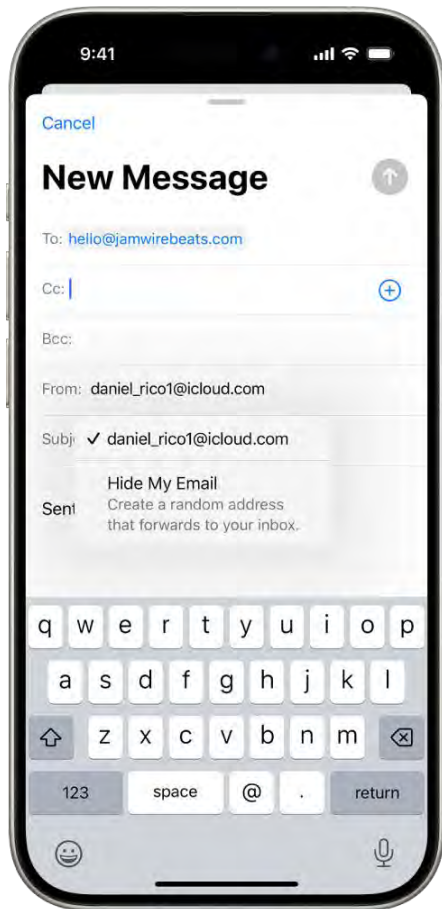 9:41
Cancel
New Message
To: hello@jamwirebeats.com
Cc:
Bcc:
From: daniel_rico1@icloud.com
Subj
✓ daniel_rico1@icloud.com
Hide My Email
Sent
Create a random address
that forwards to your inbox.
q w e r t y u i o p
a s d f g h j k l
z x c v b n m
123 space @ . return